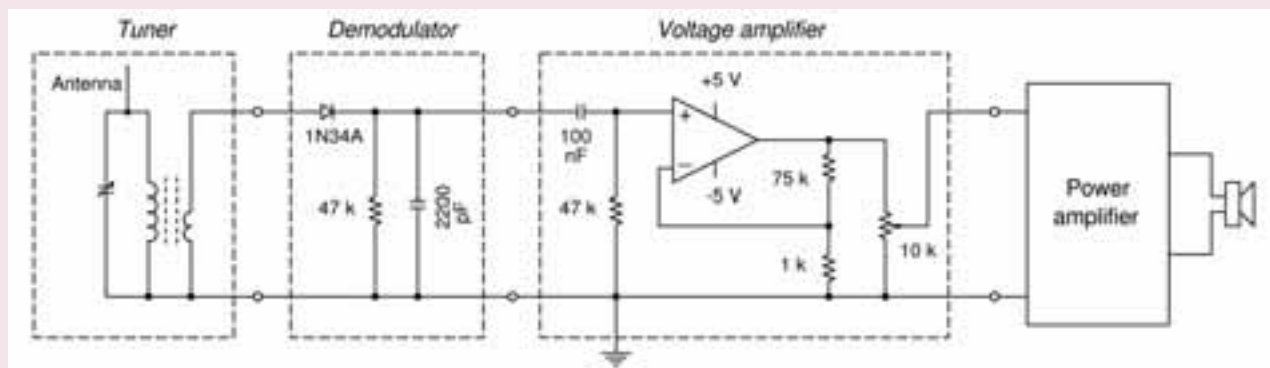 Tuner
Demodulator
Voltage amplifier
Antenna
1N34A
47 k
2200
pF
100
nF
47 k
+5 V
+
−
-5 V
75 k
1 k
10 k
Power
amplifier